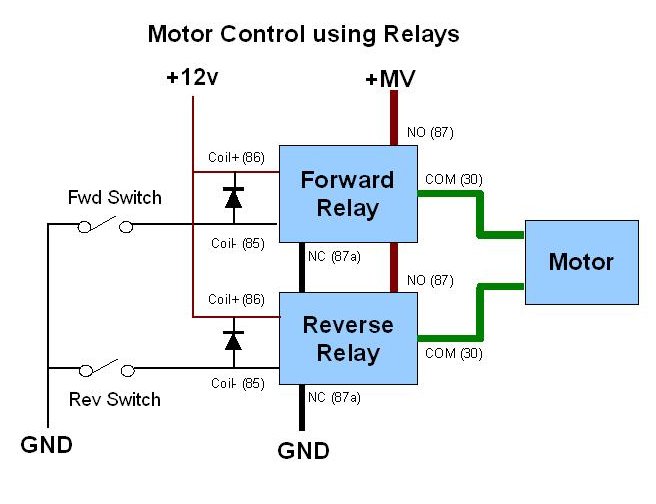 Motor Control using Relays
+12v
+MV
NO (87)
Coil+ (86)
Forward
Relay
COM (30)
Fwd Switch
Coil- (85)
NC (87a)
NO (87)
Motor
Coil+ (86)
Reverse
Relay
COM (30)
Coil- (85)
Rev Switch
NC (87a)
GND
GND